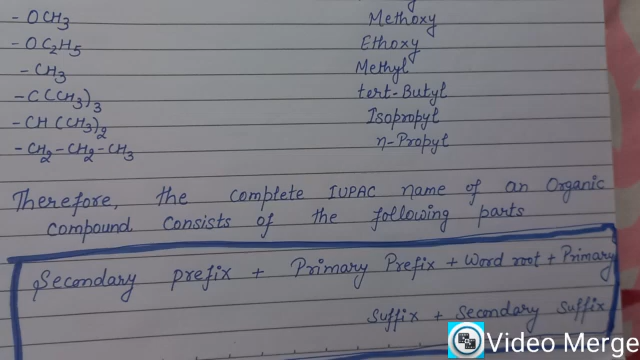 - OCH3 Methoxy
- OC2H5 Ethoxy
- CH3 Methyl
- C(CH3)3 tert-Butyl
- CH(CH3)2 Isopropyl
- CH2-CH2-CH3 n-Propyl
Therefore, the complete IUPAC name of an Organic
compound consists of the following parts
Secondary prefix + Primary Prefix + Word root + Primary
suffix + Secondary suffix
Video Merge